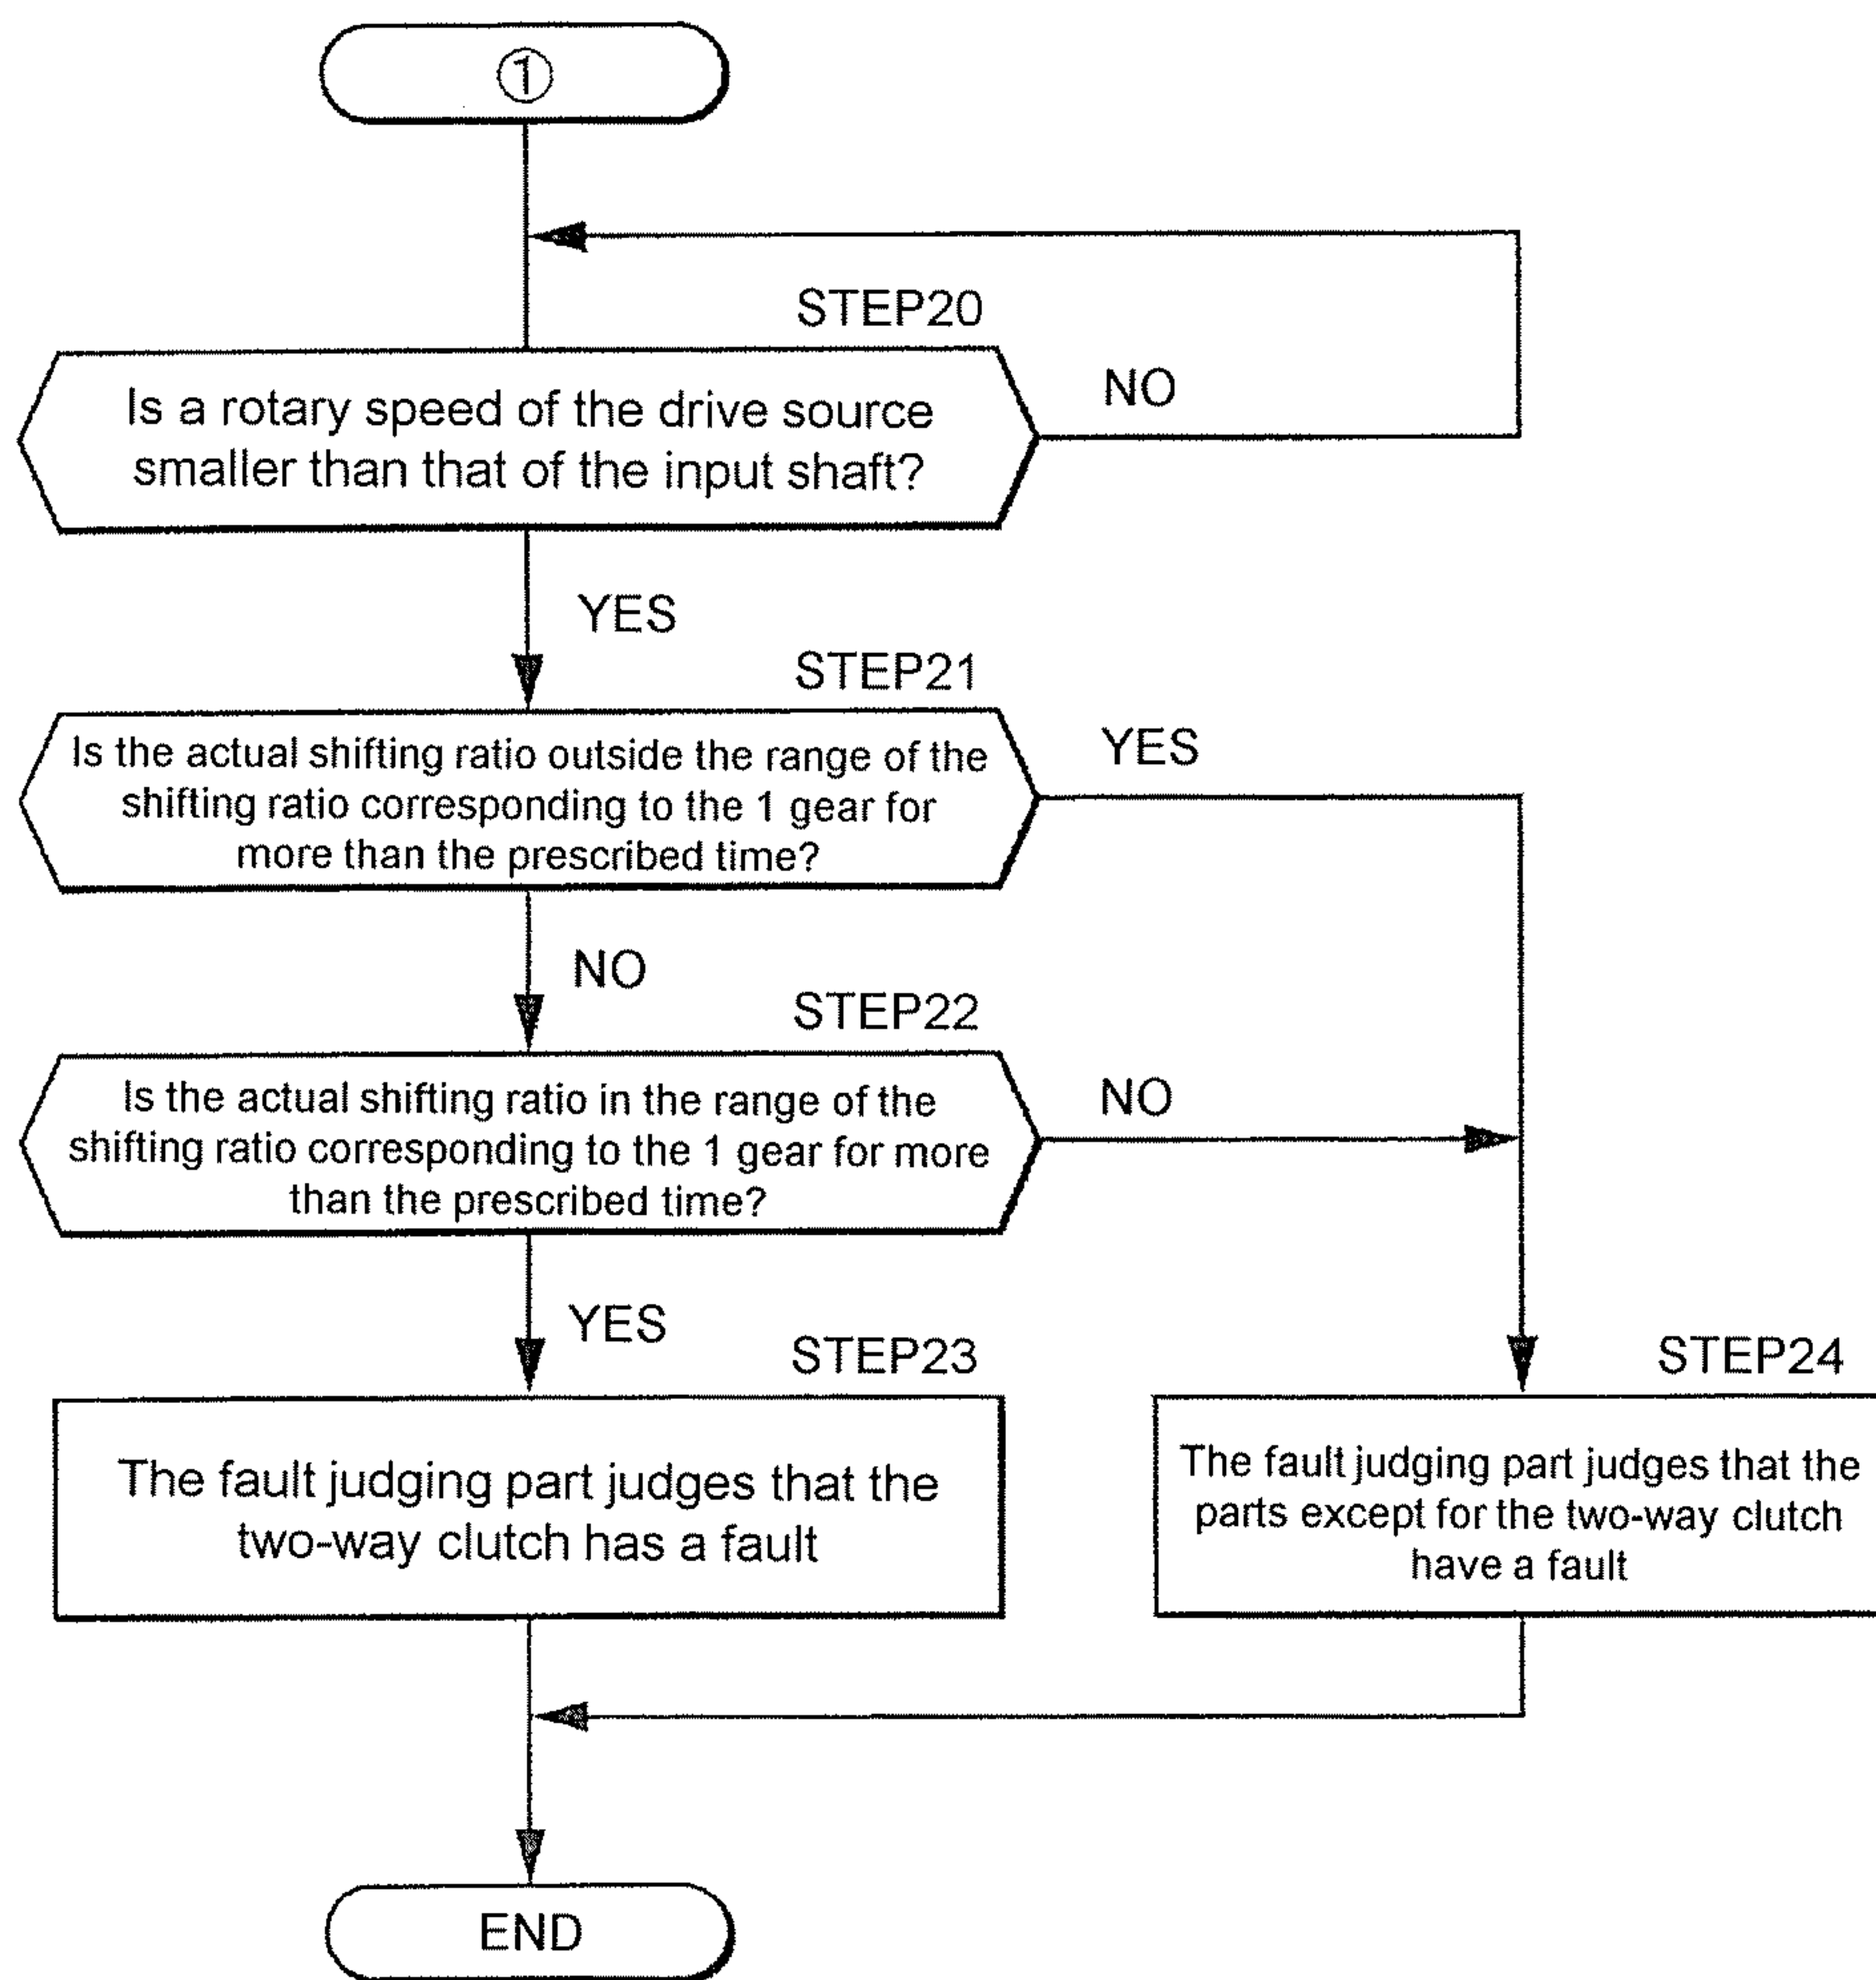 ①
STEP20
Is a rotary speed of the drive source
smaller than that of the input shaft?
NO
YES
STEP21
Is the actual shifting ratio outside the range of the
shifting ratio corresponding to the 1 gear for
more than the prescribed time?
YES
NO
STEP22
Is the actual shifting ratio in the range of the
shifting ratio corresponding to the 1 gear for more
than the prescribed time?
NO
YES
STEP23
The fault judging part judges that the
two-way clutch has a fault
STEP24
The fault judging part judges that the
parts except for the two-way clutch
have a fault
END